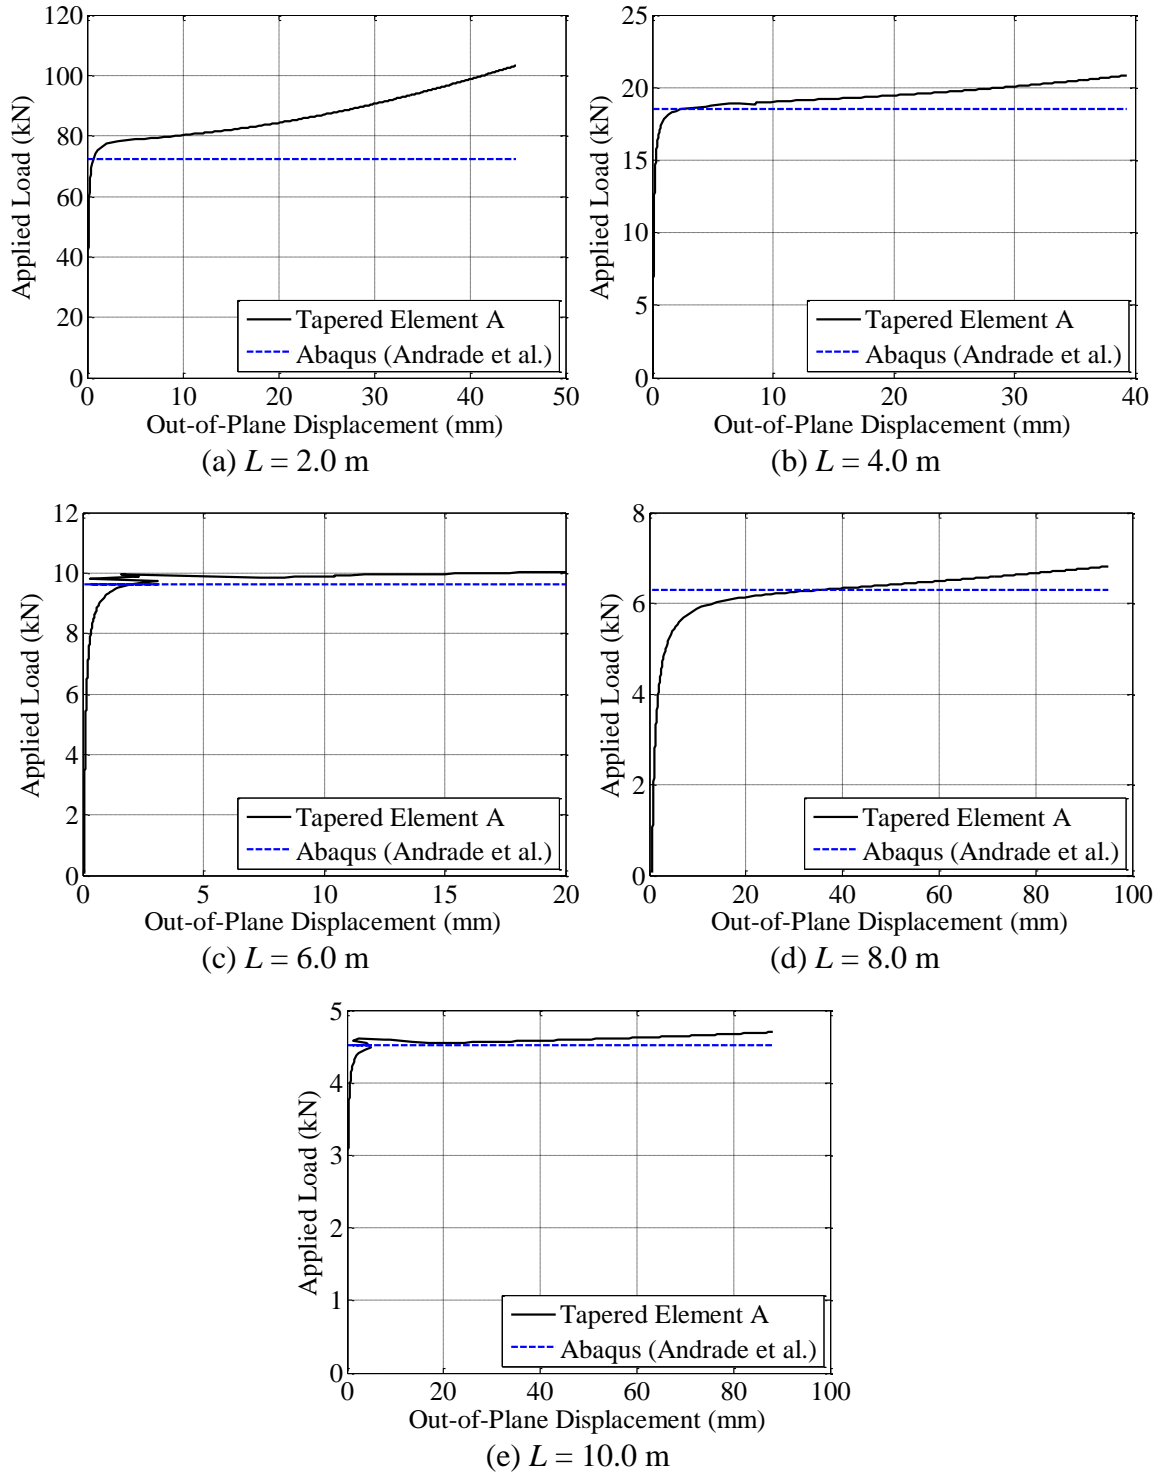 120
100
80
60
40
20
0
Applied Load (kN)
0 10 20 30 40 50
Out-of-Plane Displacement (mm)
Tapered Element A
Abaqus (Andrade et al.)
(a) L = 2.0 m
25
20
15
10
5
0
Applied Load (kN)
0 10 20 30 40
Out-of-Plane Displacement (mm)
Tapered Element A
Abaqus (Andrade et al.)
(b) L = 4.0 m
12
10
8
6
4
2
0
Applied Load (kN)
0 5 10 15 20
Out-of-Plane Displacement (mm)
Tapered Element A
Abaqus (Andrade et al.)
(c) L = 6.0 m
8
6
4
2
0
Applied Load (kN)
0 20 40 60 80 100
Out-of-Plane Displacement (mm)
Tapered Element A
Abaqus (Andrade et al.)
(d) L = 8.0 m
5
4
3
2
1
0
Applied Load (kN)
0 20 40 60 80 100
Out-of-Plane Displacement (mm)
Tapered Element A
Abaqus (Andrade et al.)
(e) L = 10.0 m